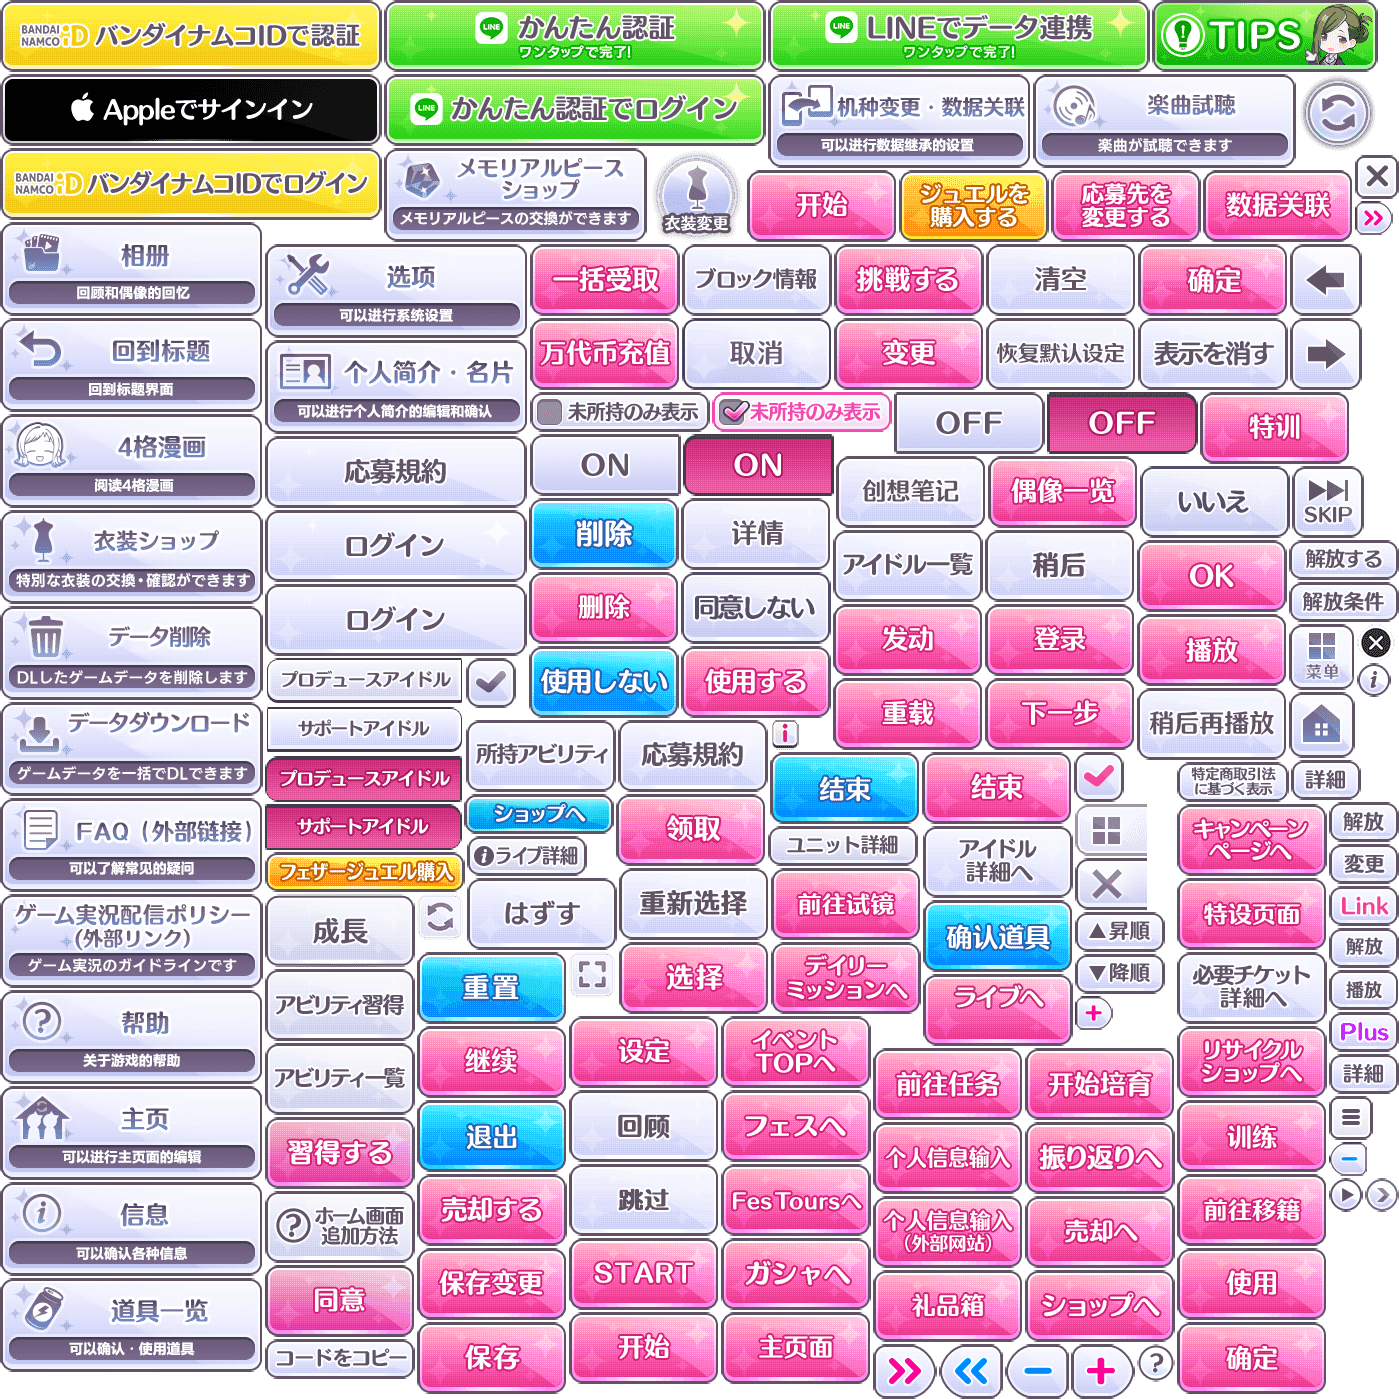 BANDAI NAMCO iD バンダイナムコIDで認証
LINE かんたん認証
ワンタップで完了!
LINE LINEでデータ連携
ワンタップで完了!
TIPS
Appleでサインイン
LINE かんたん認証でログイン
机种变更・数据关联
可以进行数据继承的设置
楽曲試聴
楽曲が試聴できます
BANDAI NAMCO iD バンダイナムコIDでログイン
メモリアルピース
ショップ
メモリアルピースの交換ができます
衣装変更
开始
ジュエルを
購入する
応募先を
変更する
数据关联
相册
回顾和偶像的回忆
选项
可以进行系统设置
一括受取
ブロック情報
挑戦する
清空
确定
回到标题
回到标题界面
个人简介・名片
可以进行个人简介的编辑和确认
万代币充值
取消
变更
恢复默认设定
表示を消す
未所持のみ表示
未所持のみ表示
OFF
OFF
特训
4格漫画
阅读4格漫画
応募規約
ON
ON
创想笔记
偶像一览
いいえ
SKIP
衣装ショップ
特別な衣装の交換・確認ができます
ログイン
削除
详情
アイドル一覧
稍后
OK
解放する
解放条件
ログイン
删除
同意しない
发动
登录
播放
菜单
データ削除
DLしたゲームデータを削除します
プロデュースアイドル
使用しない
使用する
重载
下一步
稍后再播放
データダウンロード
ゲームデータを一括でDLできます
サポートアイドル
プロデュースアイドル
所持アビリティ
応募規約
结束
结束
特定商取引法
に基づく表示
詳細
FAQ（外部链接）
可以了解常见的疑问
サポートアイドル
ショップへ
领取
ユニット詳細
アイドル
詳細へ
キャンペーン
ページへ
解放
変更
フェザージュエル購入
ライブ詳細
ゲーム実況配信ポリシー
(外部リンク)
ゲーム実況のガイドラインです
成長
はずす
重新选择
前往试镜
确认道具
昇順
降順
特设页面
Link
解放
アビリティ習得
重置
选择
デイリー
ミッションへ
ライブへ
必要チケット
詳細へ
播放
Plus
帮助
关于游戏的帮助
アビリティ一覧
继续
设定
イベント
TOPへ
前往任务
开始培育
リサイクル
ショップへ
詳細
主页
可以进行主页面的编辑
習得する
退出
回顾
フェスへ
个人信息输入
振り返りへ
训练
信息
可以确认各种信息
ホーム画面
追加方法
売却する
跳过
Fes Toursへ
个人信息输入
（外部网站）
売却へ
前往移籍
道具一览
可以确认・使用道具
同意
保存变更
START
ガシャへ
礼品箱
ショップへ
使用
コードをコピー
保存
开始
主页面
确定